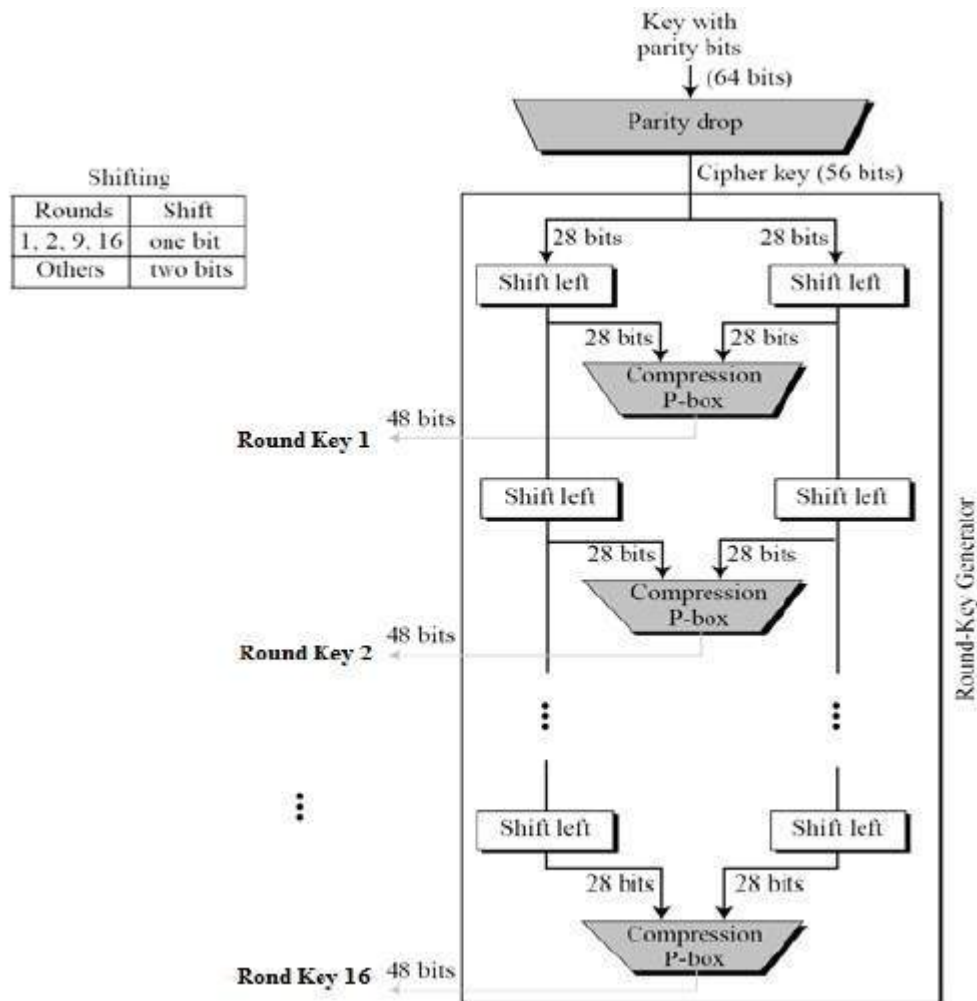 Key with
parity bits
(64 bits)
Parity drop
Cipher key (56 bits)
Shifting
Rounds Shift
1, 2, 9, 16 one bit
Others two bits
28 bits 28 bits
Shift left Shift left
28 bits 28 bits
Compression
P-box
48 bits
Round Key 1
Shift left Shift left
28 bits 28 bits
Compression
P-box
48 bits
Round Key 2
Round-Key Generator
Shift left Shift left
28 bits 28 bits
Compression
P-box
48 bits
Rond Key 16